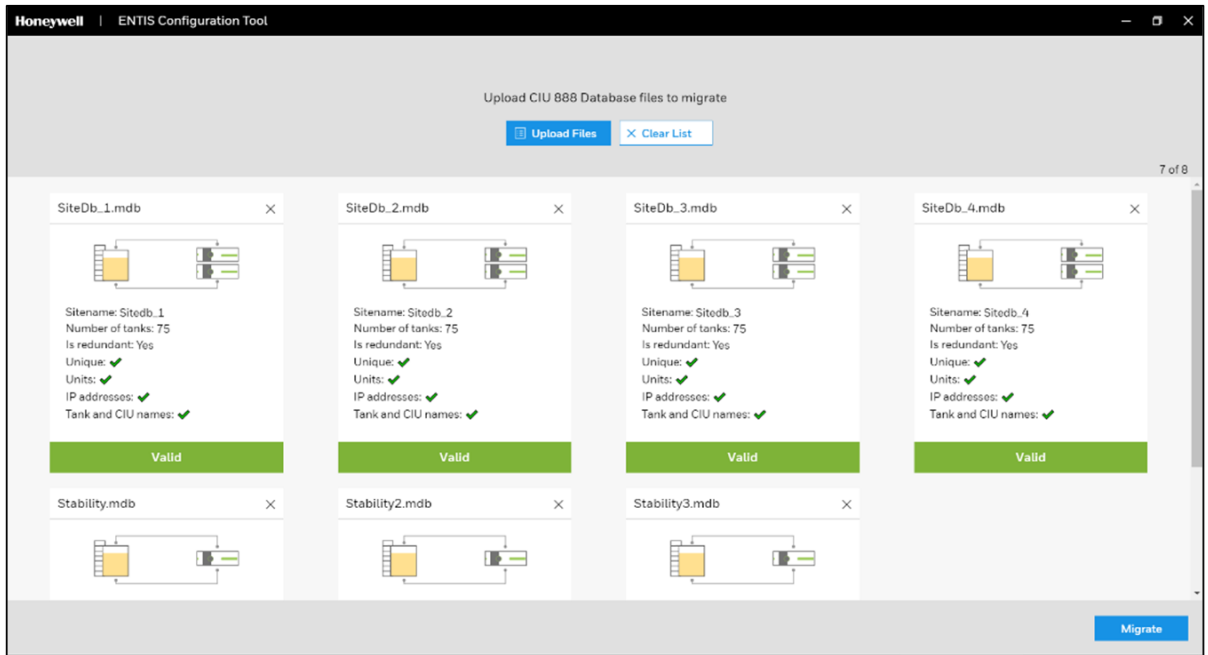 Honeywell | ENTIS Configuration Tool
Upload CIU 888 Database files to migrate
Upload Files
Clear List
7 of 8
SiteDb_1.mdb
Sitename: Sitedb_1
Number of tanks: 75
Is redundant: Yes
Unique: ✔
Units: ✔
IP addresses: ✔
Tank and CIU names: ✔
Valid
SiteDb_2.mdb
Sitename: Sitedb_2
Number of tanks: 75
Is redundant: Yes
Unique: ✔
Units: ✔
IP addresses: ✔
Tank and CIU names: ✔
Valid
SiteDb_3.mdb
Sitename: Sitedb_3
Number of tanks: 75
Is redundant: Yes
Unique: ✔
Units: ✔
IP addresses: ✔
Tank and CIU names: ✔
Valid
SiteDb_4.mdb
Sitename: Sitedb_4
Number of tanks: 75
Is redundant: Yes
Unique: ✔
Units: ✔
IP addresses: ✔
Tank and CIU names: ✔
Valid
Stability.mdb
Stability2.mdb
Stability3.mdb
Migrate